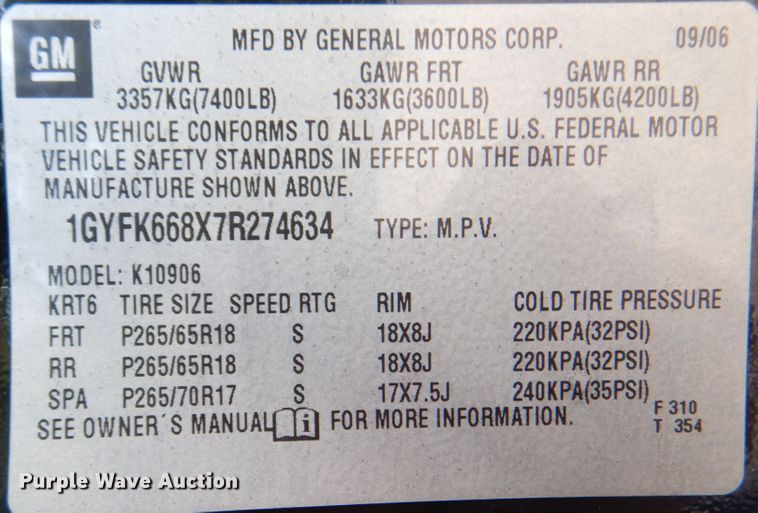 GM®
MFD BY GENERAL MOTORS CORP. 09/06
GVWR GAWR FRT GAWR RR
3357KG(7400LB) 1633KG(3600LB) 1905KG(4200LB)
THIS VEHICLE CONFORMS TO ALL APPLICABLE U.S. FEDERAL MOTOR
VEHICLE SAFETY STANDARDS IN EFFECT ON THE DATE OF
MANUFACTURE SHOWN ABOVE.
1GYFK668X7R274634 TYPE: M.P.V.
MODEL: K10906
KRT6 TIRE SIZE SPEED RTG RIM COLD TIRE PRESSURE
FRT P265/65R18 S 18X8J 220KPA(32PSI)
RR P265/65R18 S 18X8J 220KPA(32PSI)
SPA P265/70R17 S 17X7.5J 240KPA(35PSI)
SEE OWNER´S MANUAL i FOR MORE INFORMATION.
F 310
T 354
Purple Wave Auction